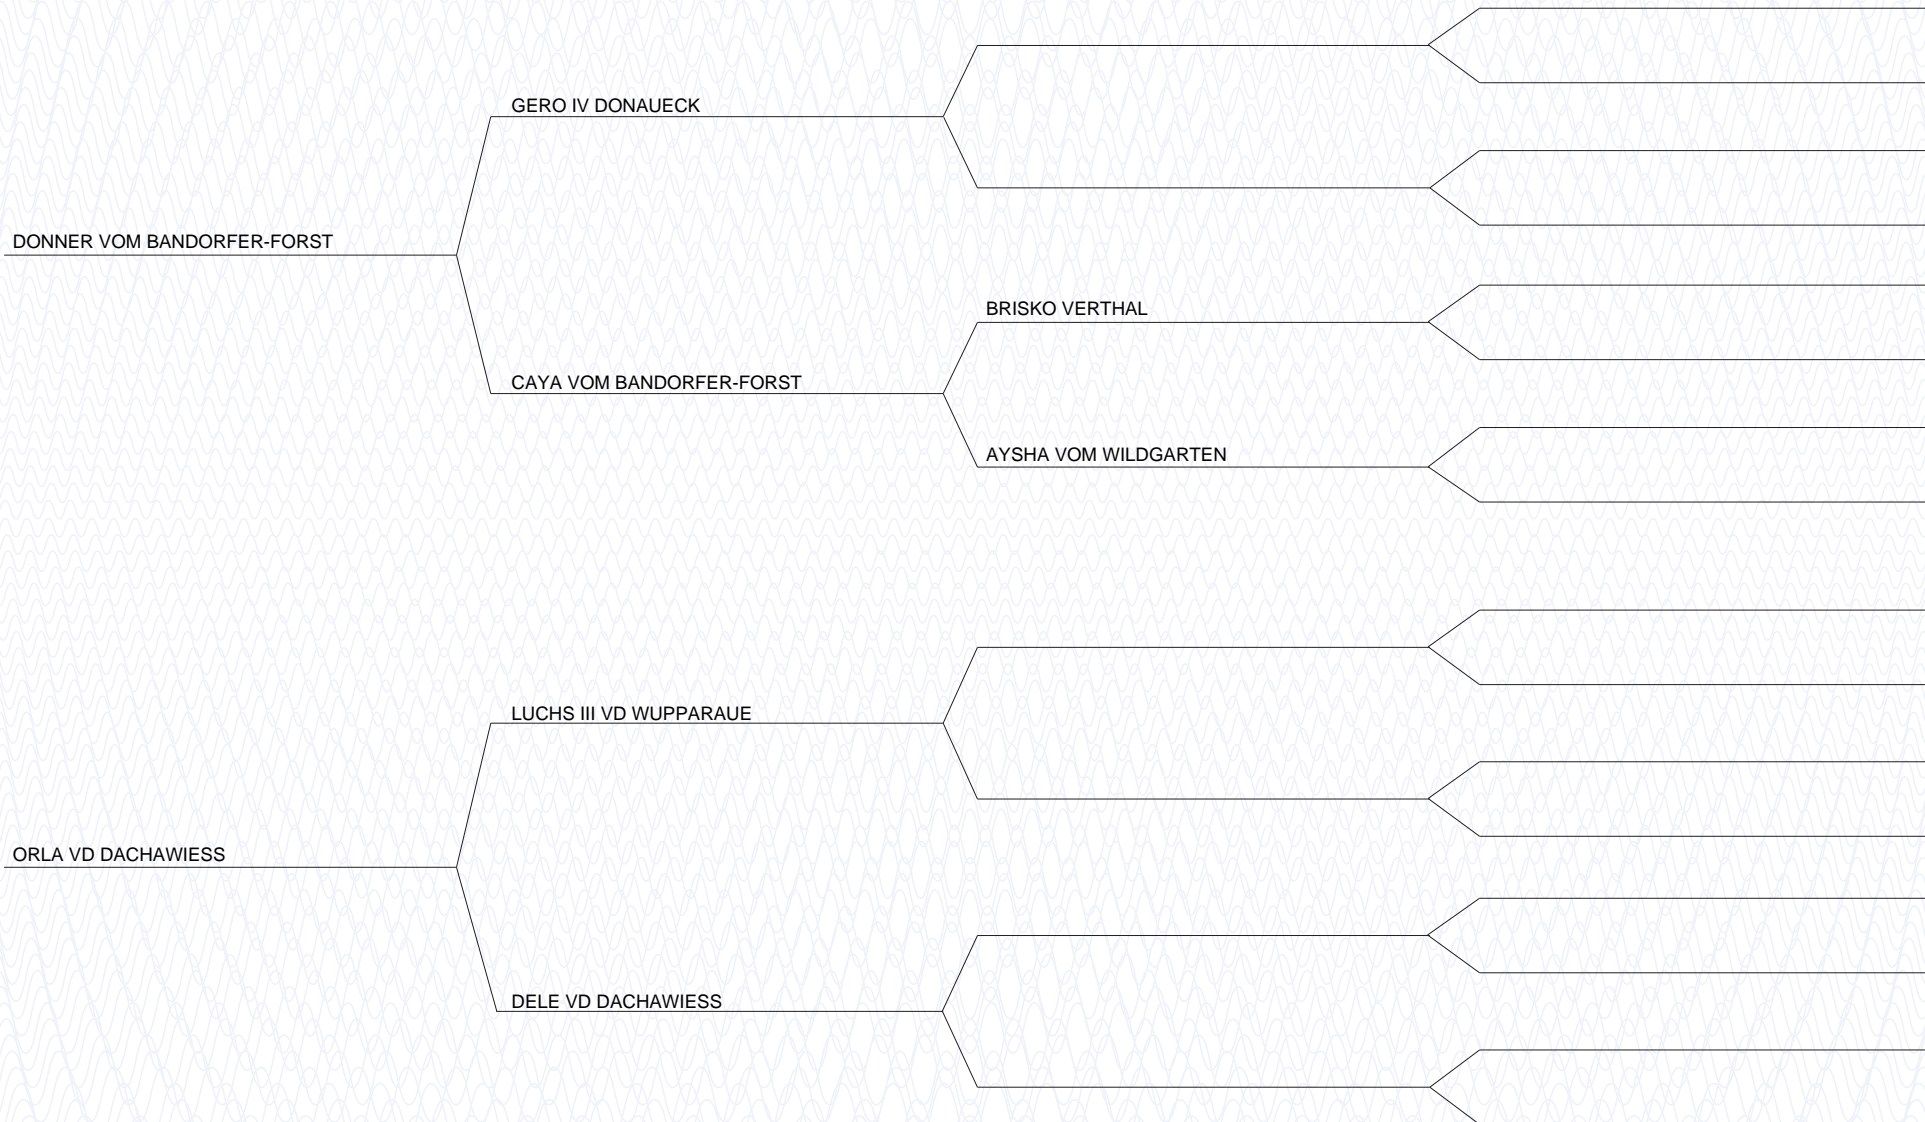 GERO IV DONAUECK
DONNER VOM BANDORFER-FORST
BRISKO VERTHAL
CAYA VOM BANDORFER-FORST
AYSHA VOM WILDGARTEN
LUCHS III VD WUPPARAUE
ORLA VD DACHAWIESS
DELE VD DACHAWIESS